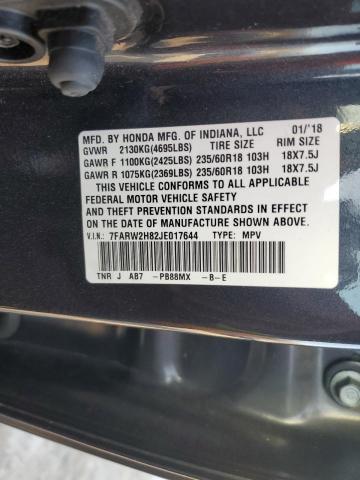 MFD. BY HONDA MFG. OF INDIANA, LLC 01/'18
GVWR 2130KG(4695LBS) TIRE SIZE RIM SIZE
GAWR F 1100KG(2425LBS) 235/60R18 103H 18X7.5J
GAWR R 1075KG(2369LBS) 235/60R18 103H 18X7.5J
THIS VEHICLE CONFORMS TO ALL APPLICABLE
FEDERAL MOTOR VEHICLE SAFETY
STANDARDS IN EFFECT ON THE DATE
OF MANUFACTURE SHOWN ABOVE.
V.I.N.: 7FARW2H82JE017644 TYPE: MPV
TNR J AB7 -PB88MX -B-E